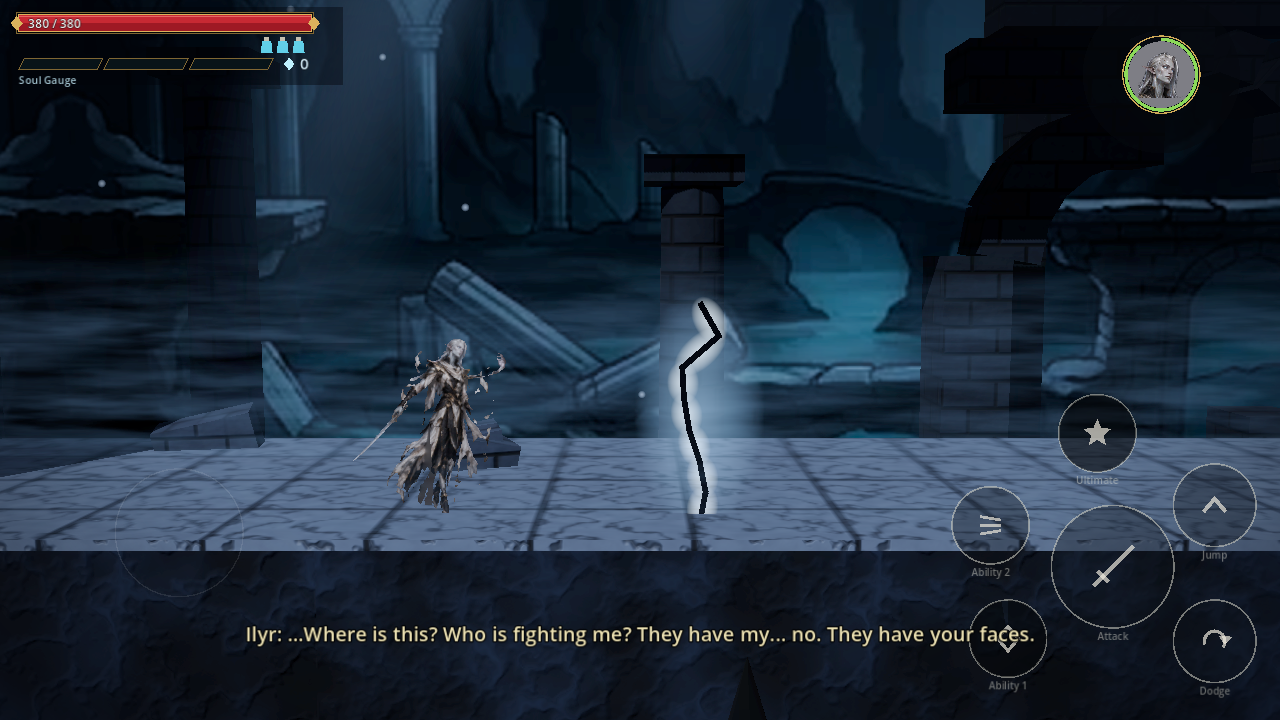 380 / 380
0
Soul Gauge
Ultimate
Jump
Ability 2
Attack
Ilyr: ...Where is this? Who is fighting me? They have my... no. They have your faces.
Ability 1
Dodge